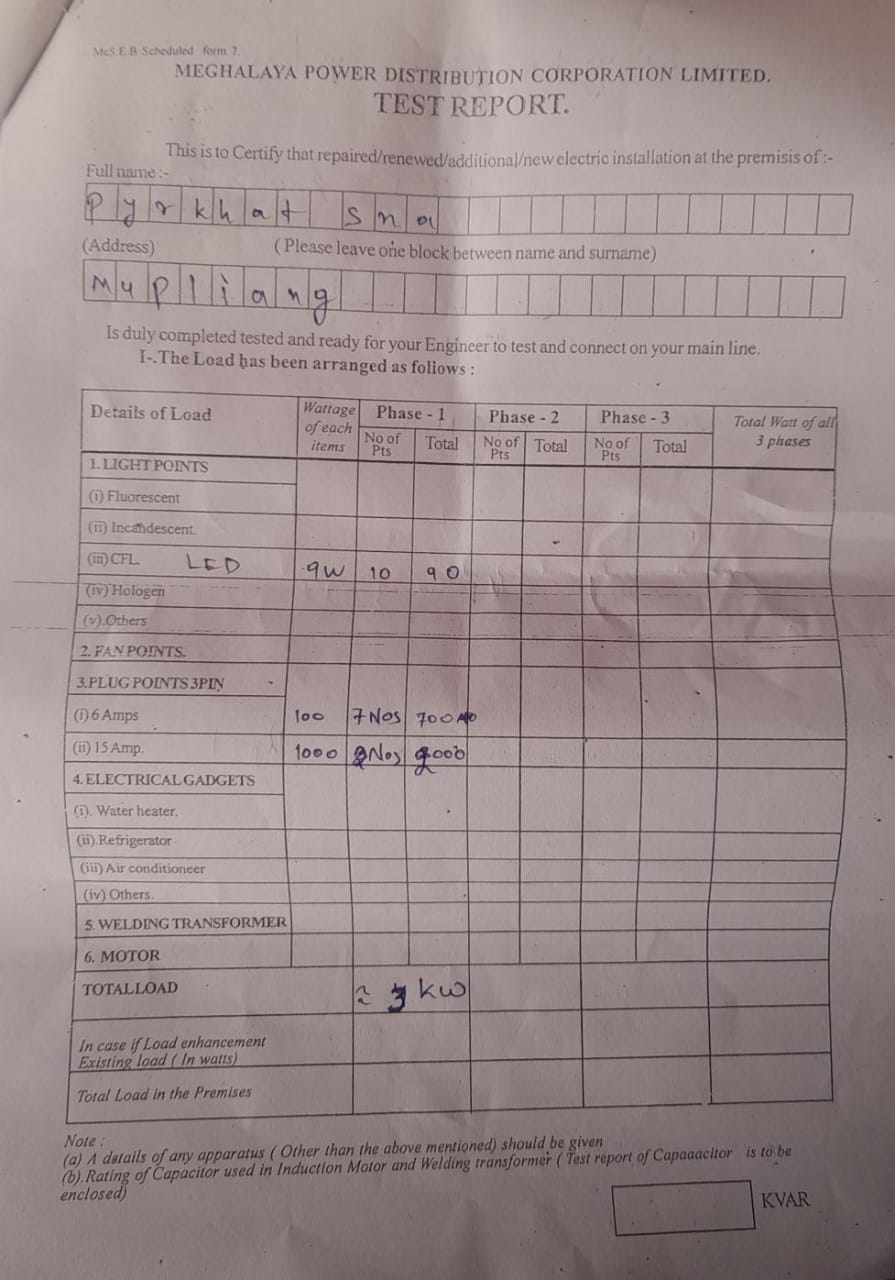 MeS E.B Scheduled form 7.
MEGHALAYA POWER DISTRIBUTION CORPORATION LIMITED.
TEST REPORT.
This is to Certify that repaired/renewed/additional/new electric installation at the premisis of :-
Full name :-
Pyrkhat sna
(Address) ( Please leave one block between name and surname)
Mupliang
Is duly completed tested and ready for your Engineer to test and connect on your main line.
I-.The Load has been arranged as follows :
Details of Load Wattage of each items Phase - 1 Phase - 2 Phase - 3 Total Watt of all 3 phases
No of Pts Total No of Pts Total No of Pts Total
1. LIGHT POINTS
(i) Fluorescent
(ii) Incandescent.
(iii) CFL LED 9W 10 90
(iv) Hologen
(v).Others
2. FAN POINTS.
3.PLUG POINTS 3PIN
(i) 6 Amps 100 7 Nos 700
(ii) 15 Amp. 1000 2 Nos 2000
4. ELECTRICAL GADGETS
(i). Water heater.
(ii).Refrigerator
(iii) Air conditioneer
(iv) Others.
5. WELDING TRANSFORMER
6. MOTOR
TOTAL LOAD ≈ 3 KW
In case if Load enhancement
Existing load ( In watts)
Total Load in the Premises
Note :
(a) A details of any apparatus ( Other than the above mentioned) should be given
(b).Rating of Capacitor used in Induction Motor and Welding transformer ( Test report of Capaaacitor is to be
enclosed)
KVAR